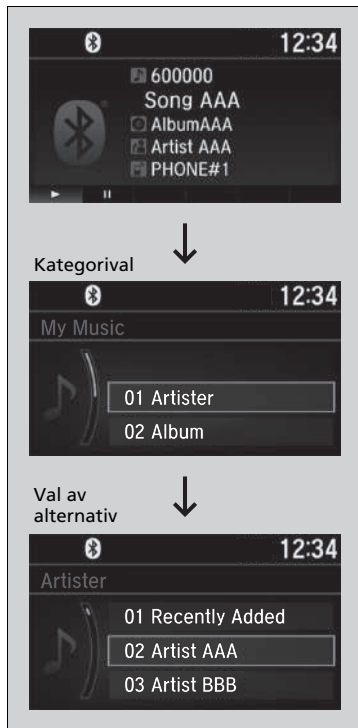 12:34
600000
Song AAA
AlbumAAA
Artist AAA
PHONE#1
Kategorival
12:34
My Music
01 Artister
02 Album
Val av
alternativ
12:34
Artister
01 Recently Added
02 Artist AAA
03 Artist BBB